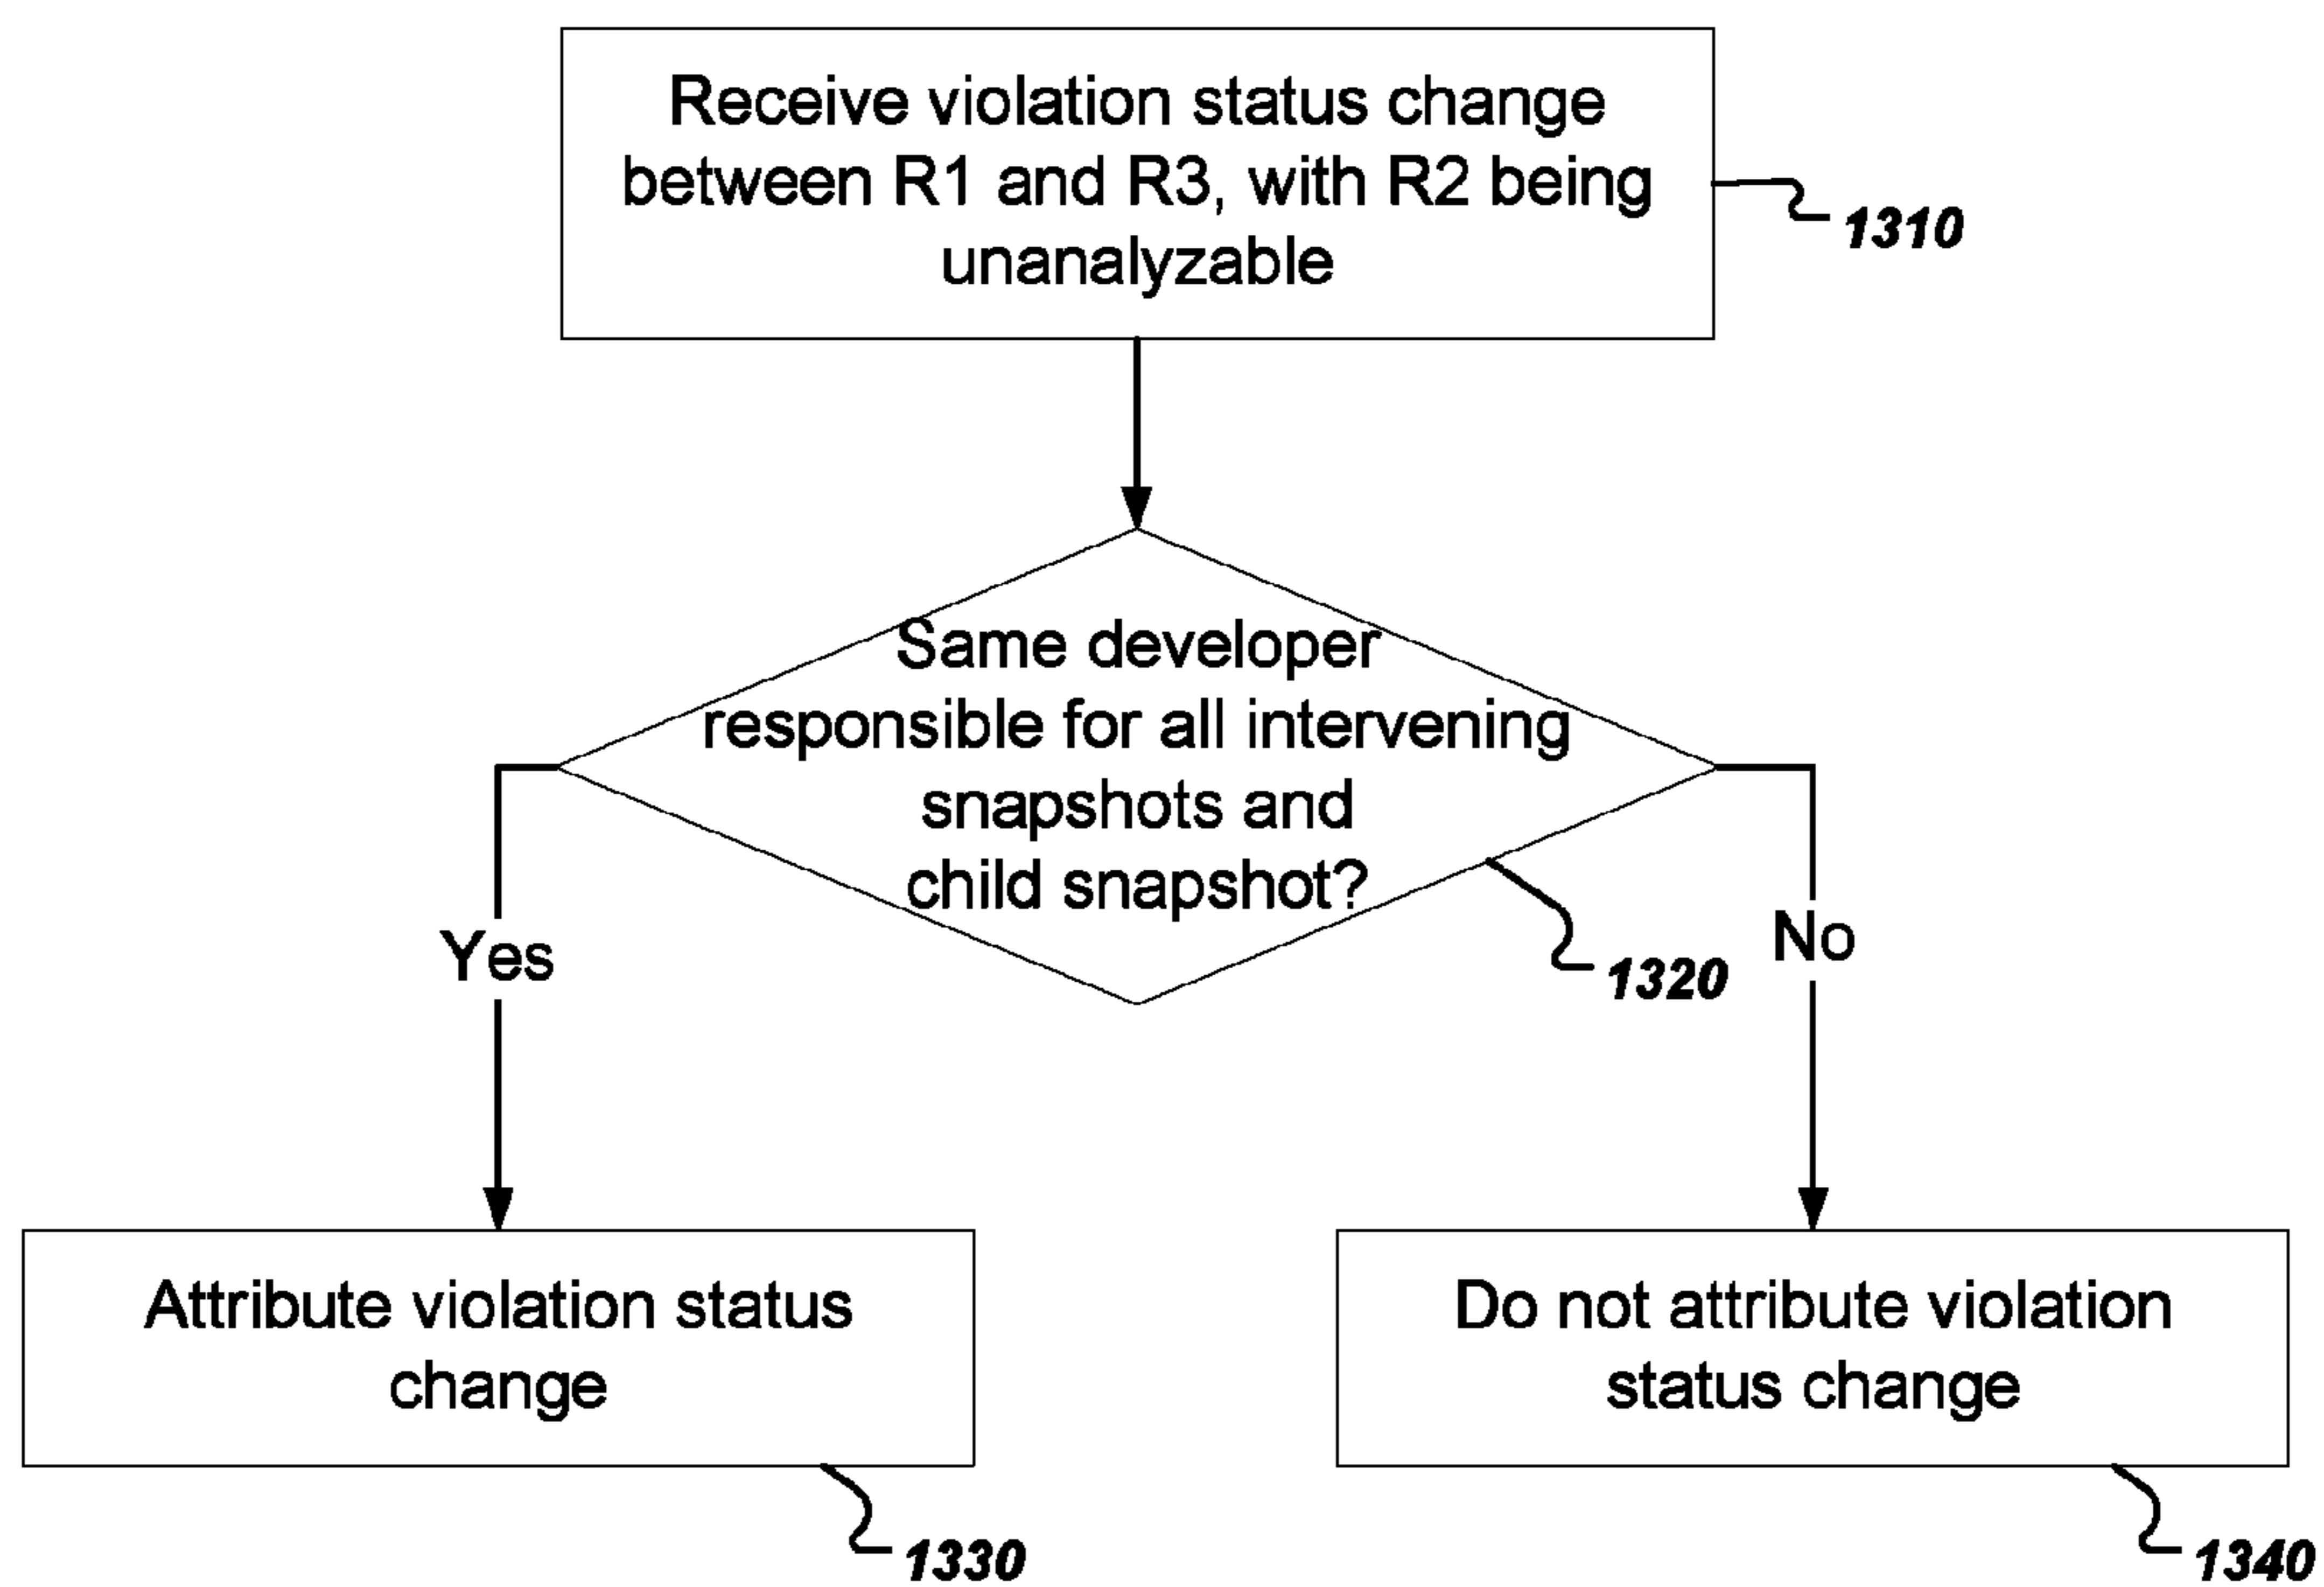 Receive violation status change
between R1 and R3, with R2 being
unanalyzable
1310
Same developer
responsible for all intervening
snapshots and
child snapshot?
1320
Yes
No
Attribute violation status
change
1330
Do not attribute violation
status change
1340